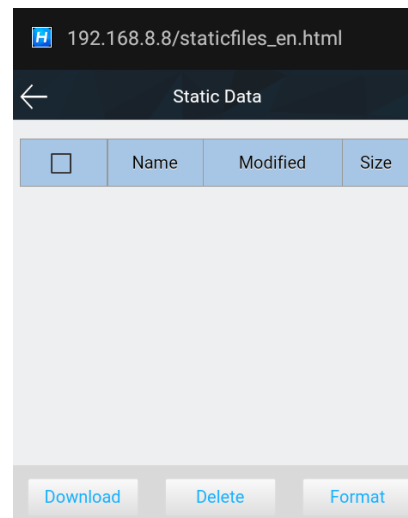 H 192.168.8.8/staticfiles_en.html
Static Data
Name Modified Size
Download Delete Format